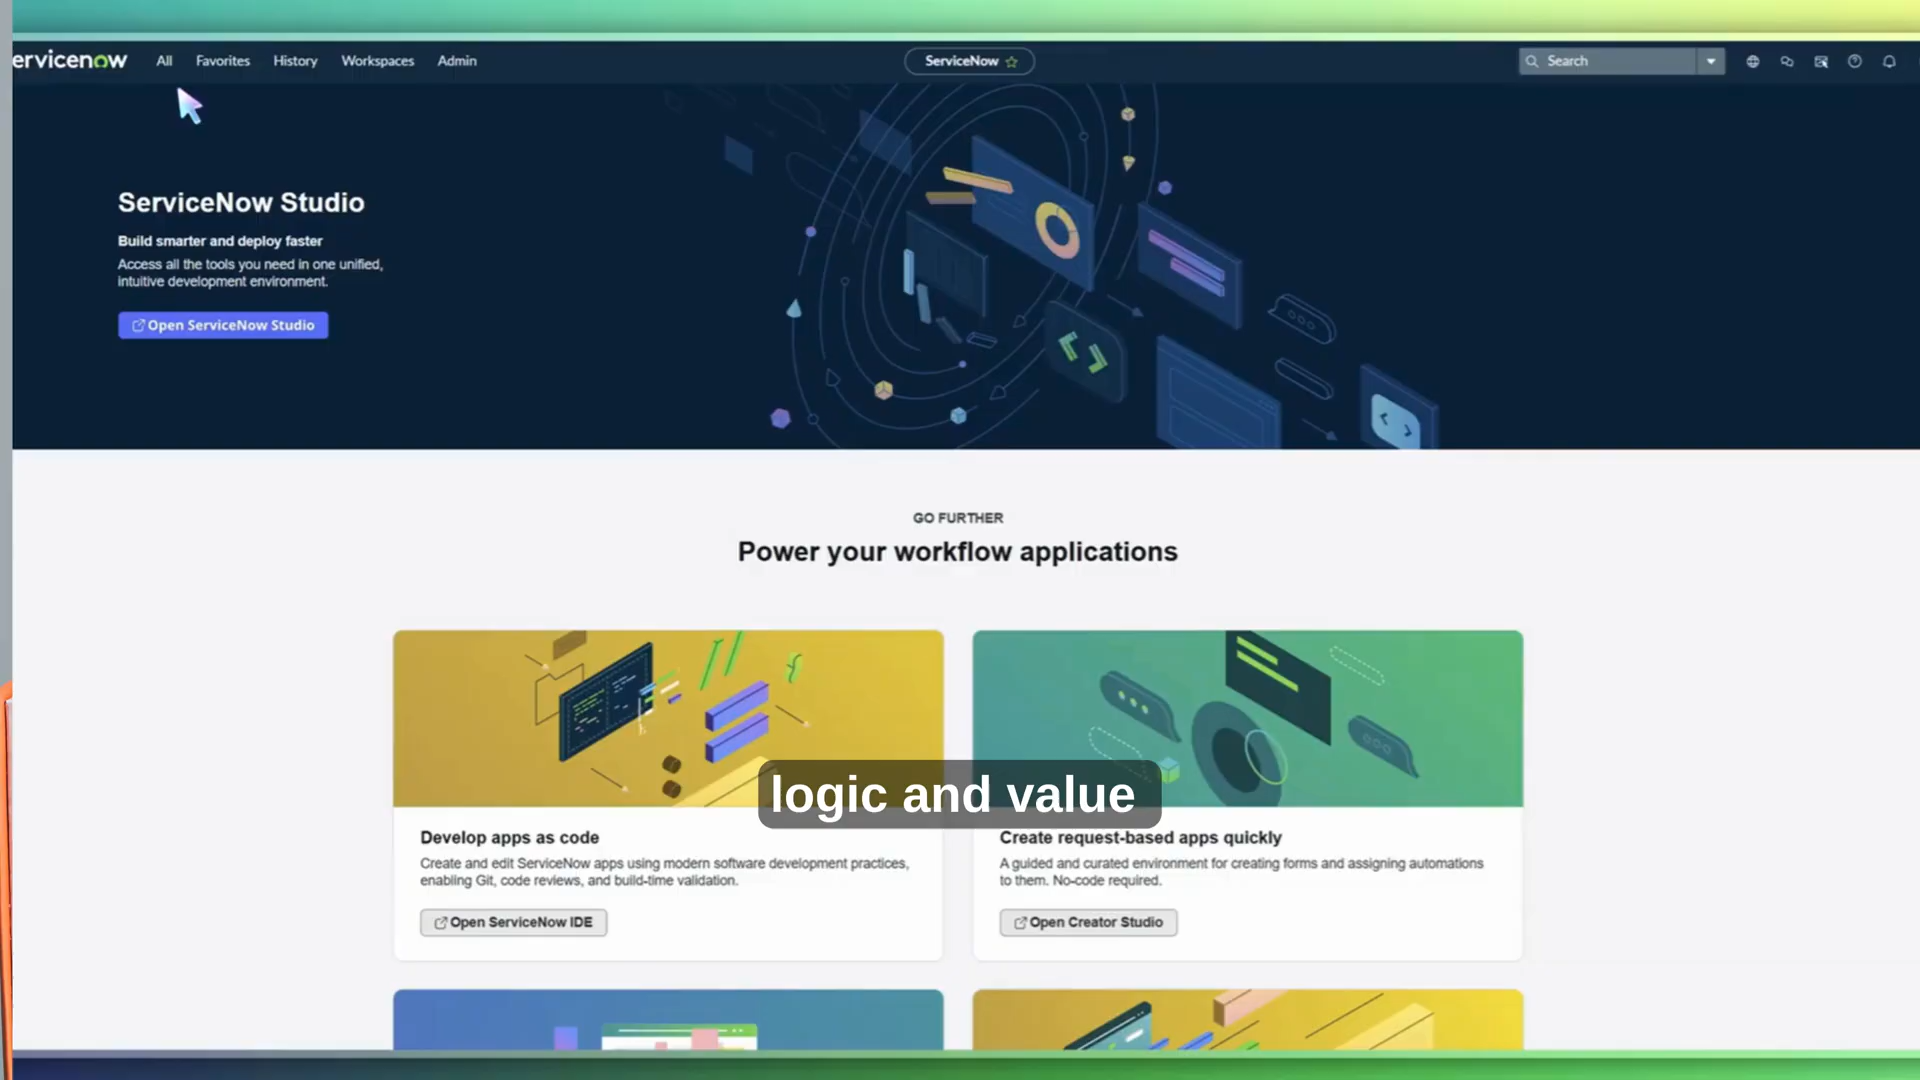 ervicenow All Favorites History Workspaces Admin ServiceNow Search
ServiceNow Studio
Build smarter and deploy faster
Access all the tools you need in one unified,
intuitive development environment.
Open ServiceNow Studio
GO FURTHER
Power your workflow applications
logic and value
Develop apps as code
Create and edit ServiceNow apps using modern software development practices,
enabling Git, code reviews, and build-time validation.
Open ServiceNow IDE
Create request-based apps quickly
A guided and curated environment for creating forms and assigning automations
to them. No-code required.
Open Creator Studio